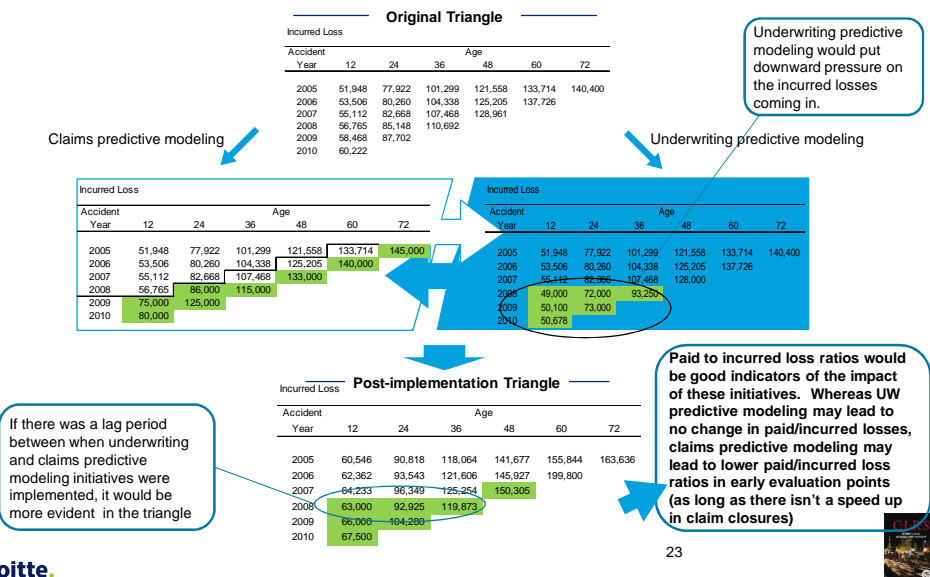 Original Triangle
Incurred Loss
Accident Age
Year 12 24 36 48 60 72
2005 51,948 77,922 101,299 121,558 133,714 140,400
2006 53,506 80,260 104,338 125,205 137,726
2007 55,112 82,668 107,468 128,961
2008 56,765 85,148 110,692
2009 58,468 87,702
2010 60,222
Underwriting predictive
modeling would put
downward pressure on
the incurred losses
coming in.
Claims predictive modeling
Underwriting predictive modeling
Incurred Loss
Accident Age
Year 12 24 36 48 60 72
2005 51,948 77,922 101,299 121,558 133,714 145,000
2006 53,506 80,260 104,338 125,205 140,000
2007 55,112 82,668 107,468 133,000
2008 56,765 86,000 115,000
2009 75,000 125,000
2010 80,000
Incurred Loss
Accident Age
Year 12 24 36 48 60 72
2005 51,948 77,922 101,299 121,558 133,714 140,400
2006 53,506 80,260 104,338 125,205 137,726
2007 55,112 82,668 107,468 128,000
2008 49,000 72,000 93,250
2009 50,100 73,000
2010 50,678
Post-implementation Triangle
Incurred Loss
Accident Age
Year 12 24 36 48 60 72
2005 60,546 90,818 118,064 141,677 155,844 163,636
2006 62,362 93,543 121,606 145,927 199,800
2007 64,233 96,349 125,254 150,305
2008 63,000 92,925 119,873
2009 66,000 104,280
2010 67,500
If there was a lag period
between when underwriting
and claims predictive
modeling initiatives were
implemented, it would be
more evident in the triangle
Paid to incurred loss ratios would
be good indicators of the impact
of these initiatives. Whereas UW
predictive modeling may lead to
no change in paid/incurred losses,
claims predictive modeling may
lead to lower paid/incurred loss
ratios in early evaluation points
(as long as there isn't a speed up
in claim closures)
23
oitte.